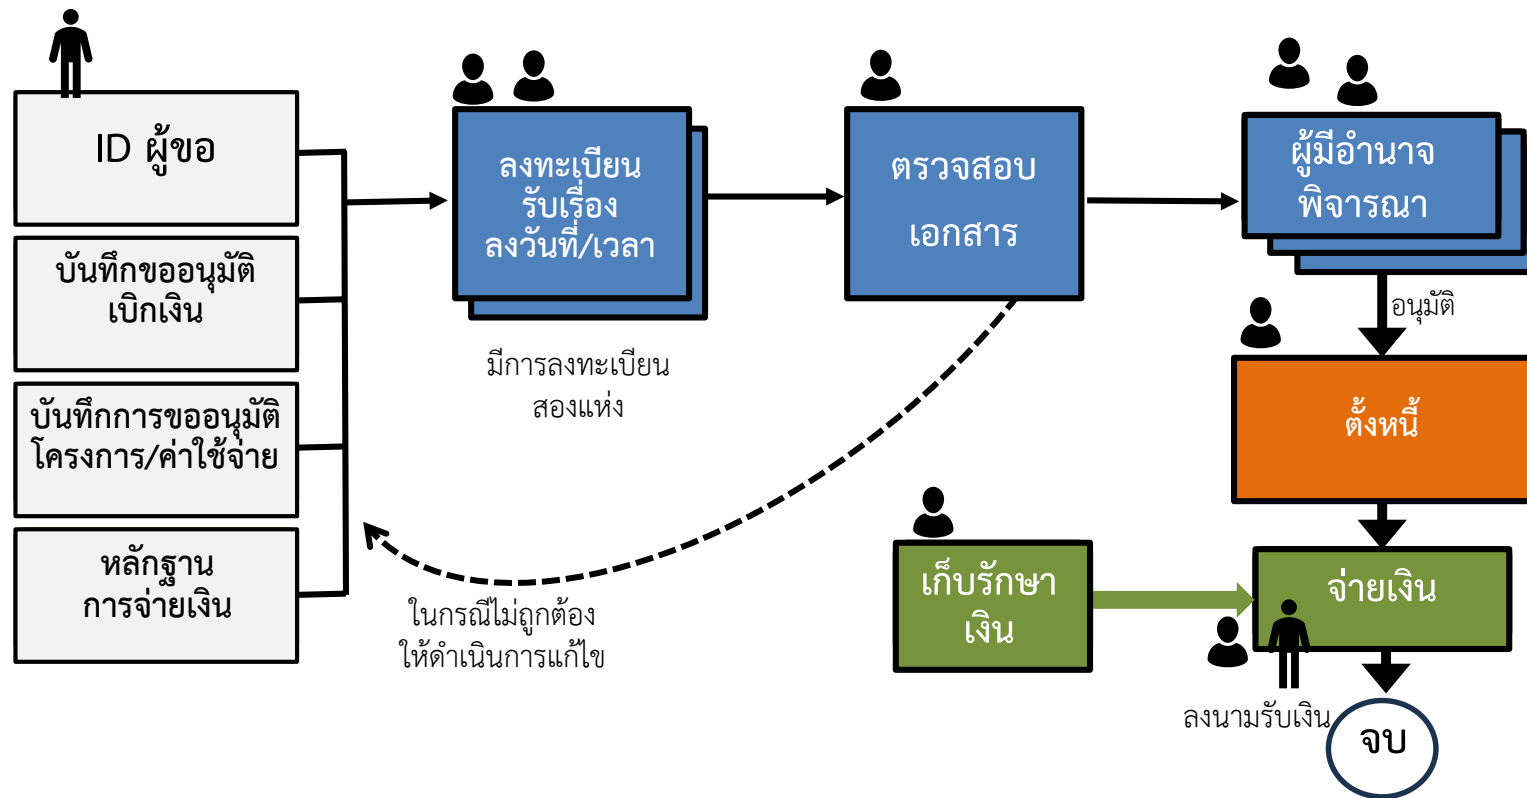 ID ผู้ขอ
บันทึกขออนุมัติ
เบิกเงิน
บันทึกการขออนุมัติ
โครงการ/ค่าใช้จ่าย
หลักฐาน
การจ่ายเงิน
ลงทะเบียน
รับเรื่อง
ลงวันที่/เวลา
มีการลงทะเบียน
สองแห่ง
ตรวจสอบ
เอกสาร
ในกรณีไม่ถูกต้อง
ให้ดำเนินการแก้ไข
ผู้มีอำนาจ
พิจารณา
อนุมัติ
ตั้งหนี้
เก็บรักษา
เงิน
จ่ายเงิน
ลงนามรับเงิน
จบ